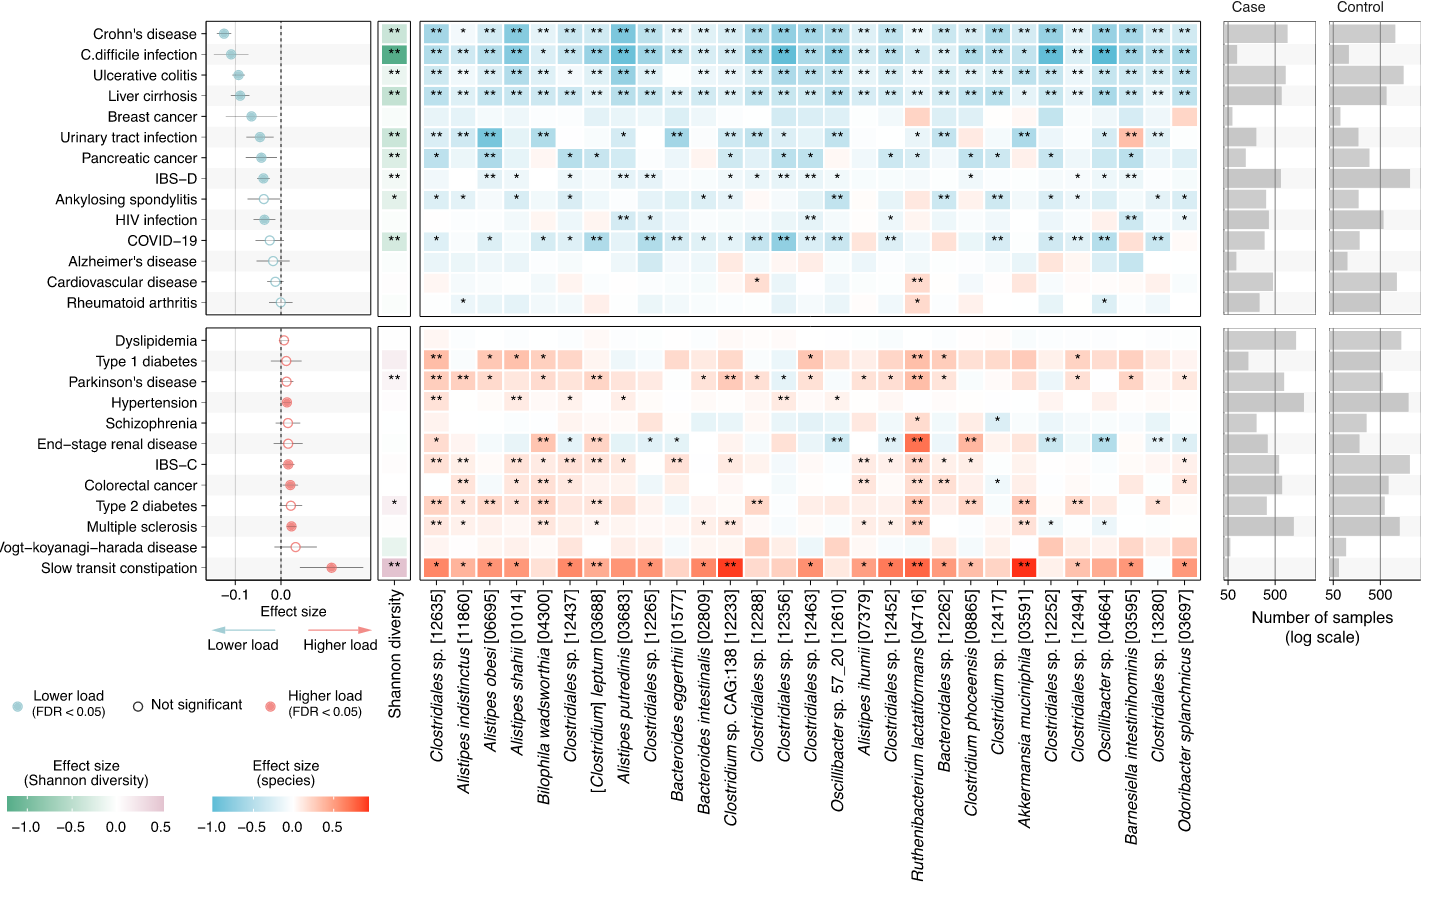 Case
Control
Crohn's disease
C.difficile infection
Ulcerative colitis
Liver cirrhosis
Breast cancer
Urinary tract infection
Pancreatic cancer
IBS−D
Ankylosing spondylitis
HIV infection
COVID−19
Alzheimer's disease
Cardiovascular disease
Rheumatoid arthritis
Dyslipidemia
Type 1 diabetes
Parkinson's disease
Hypertension
Schizophrenia
End−stage renal disease
IBS−C
Colorectal cancer
Type 2 diabetes
Multiple sclerosis
Vogt−koyanagi−harada disease
Slow transit constipation
−0.1 0.0
Effect size
Lower load
Higher load
Shannon diversity
Clostridiales sp. [12635]
Alistipes indistinctus [11860]
Alistipes obesi [06695]
Alistipes shahii [01014]
Bilophila wadsworthia [04300]
Clostridiales sp. [12437]
[Clostridium] leptum [03688]
Alistipes putredinis [03683]
Clostridiales sp. [12265]
Bacteroides eggerthii [01577]
Bacteroides intestinalis [02809]
Clostridium sp. CAG:138 [12233]
Clostridiales sp. [12288]
Clostridiales sp. [12356]
Clostridiales sp. [12463]
Oscillibacter sp. 57_20 [12610]
Alistipes ihumii [07379]
Clostridiales sp. [12452]
Ruthenibacterium lactatiformans [04716]
Bacteroidales sp. [12262]
Clostridium phoceensis [08865]
Clostridium sp. [12417]
Akkermansia muciniphila [03591]
Clostridiales sp. [12252]
Clostridiales sp. [12494]
Oscillibacter sp. [04664]
Barnesiella intestinihominis [03595]
Clostridiales sp. [13280]
Odoribacter splanchnicus [03697]
50 500
50 500
Number of samples
(log scale)
Lower load
(FDR < 0.05)
Not significant
Higher load
(FDR < 0.05)
Effect size
(Shannon diversity)
−1.0 −0.5 0.0 0.5
Effect size
(species)
−1.0 −0.5 0.0 0.5